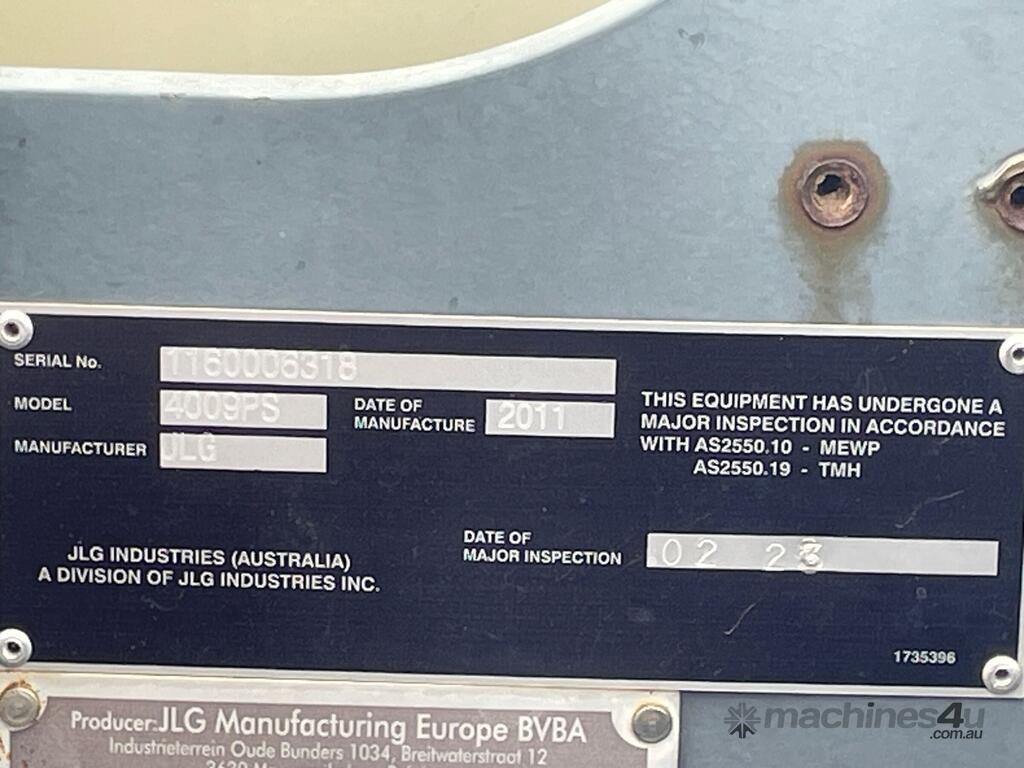 SERIAL No. 1160006318
MODEL 4009PS DATE OF MANUFACTURE 2011
MANUFACTURER JLG
THIS EQUIPMENT HAS UNDERGONE A
MAJOR INSPECTION IN ACCORDANCE
WITH AS2550.10 - MEWP
AS2550.19 - TMH
JLG INDUSTRIES (AUSTRALIA)
A DIVISION OF JLG INDUSTRIES INC.
DATE OF
MAJOR INSPECTION 02
1735396
Producer: JLG Manufacturing Europe BVBA
Industrieterrein Oude Bunders 1034, Breitwaterstraat 12
machines4u
.com.au